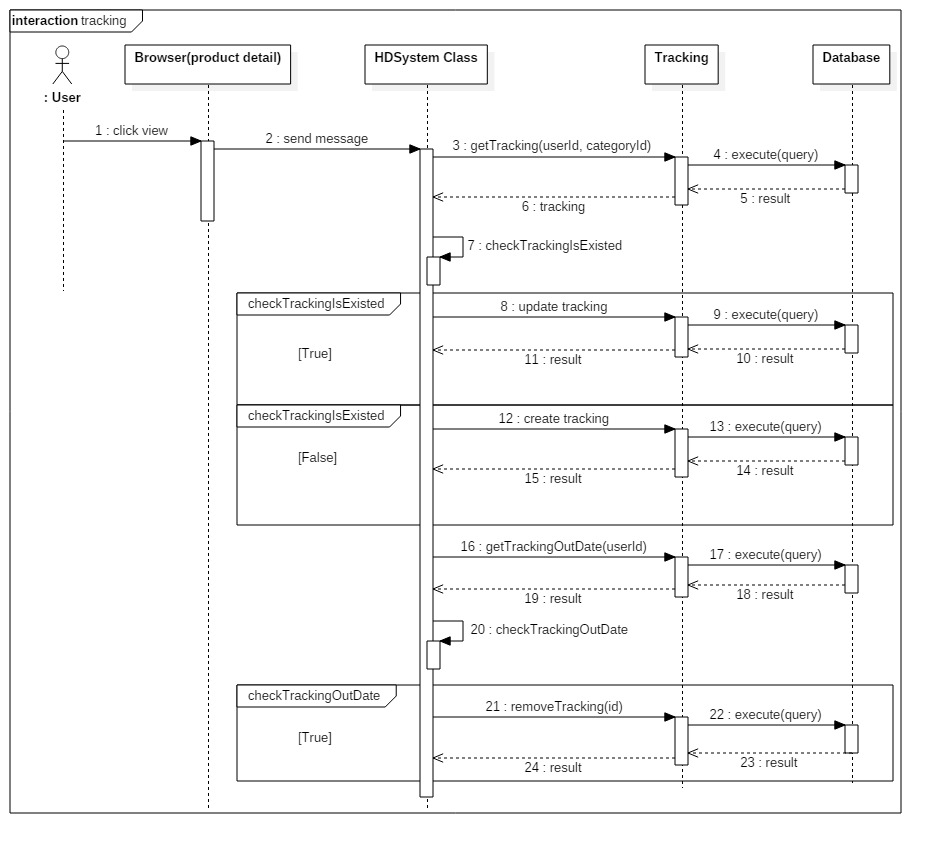 interaction tracking
: User
Browser(product detail)
HDSystem Class
Tracking
Database
1 : click view
2 : send message
3 : getTracking(userId, categoryId)
4 : execute(query)
5 : result
6 : tracking
7 : checkTrackingIsExisted
checkTrackingIsExisted
[True]
8 : update tracking
9 : execute(query)
10 : result
11 : result
checkTrackingIsExisted
[False]
12 : create tracking
13 : execute(query)
14 : result
15 : result
16 : getTrackingOutDate(userId)
17 : execute(query)
18 : result
19 : result
20 : checkTrackingOutDate
checkTrackingOutDate
[True]
21 : removeTracking(id)
22 : execute(query)
23 : result
24 : result